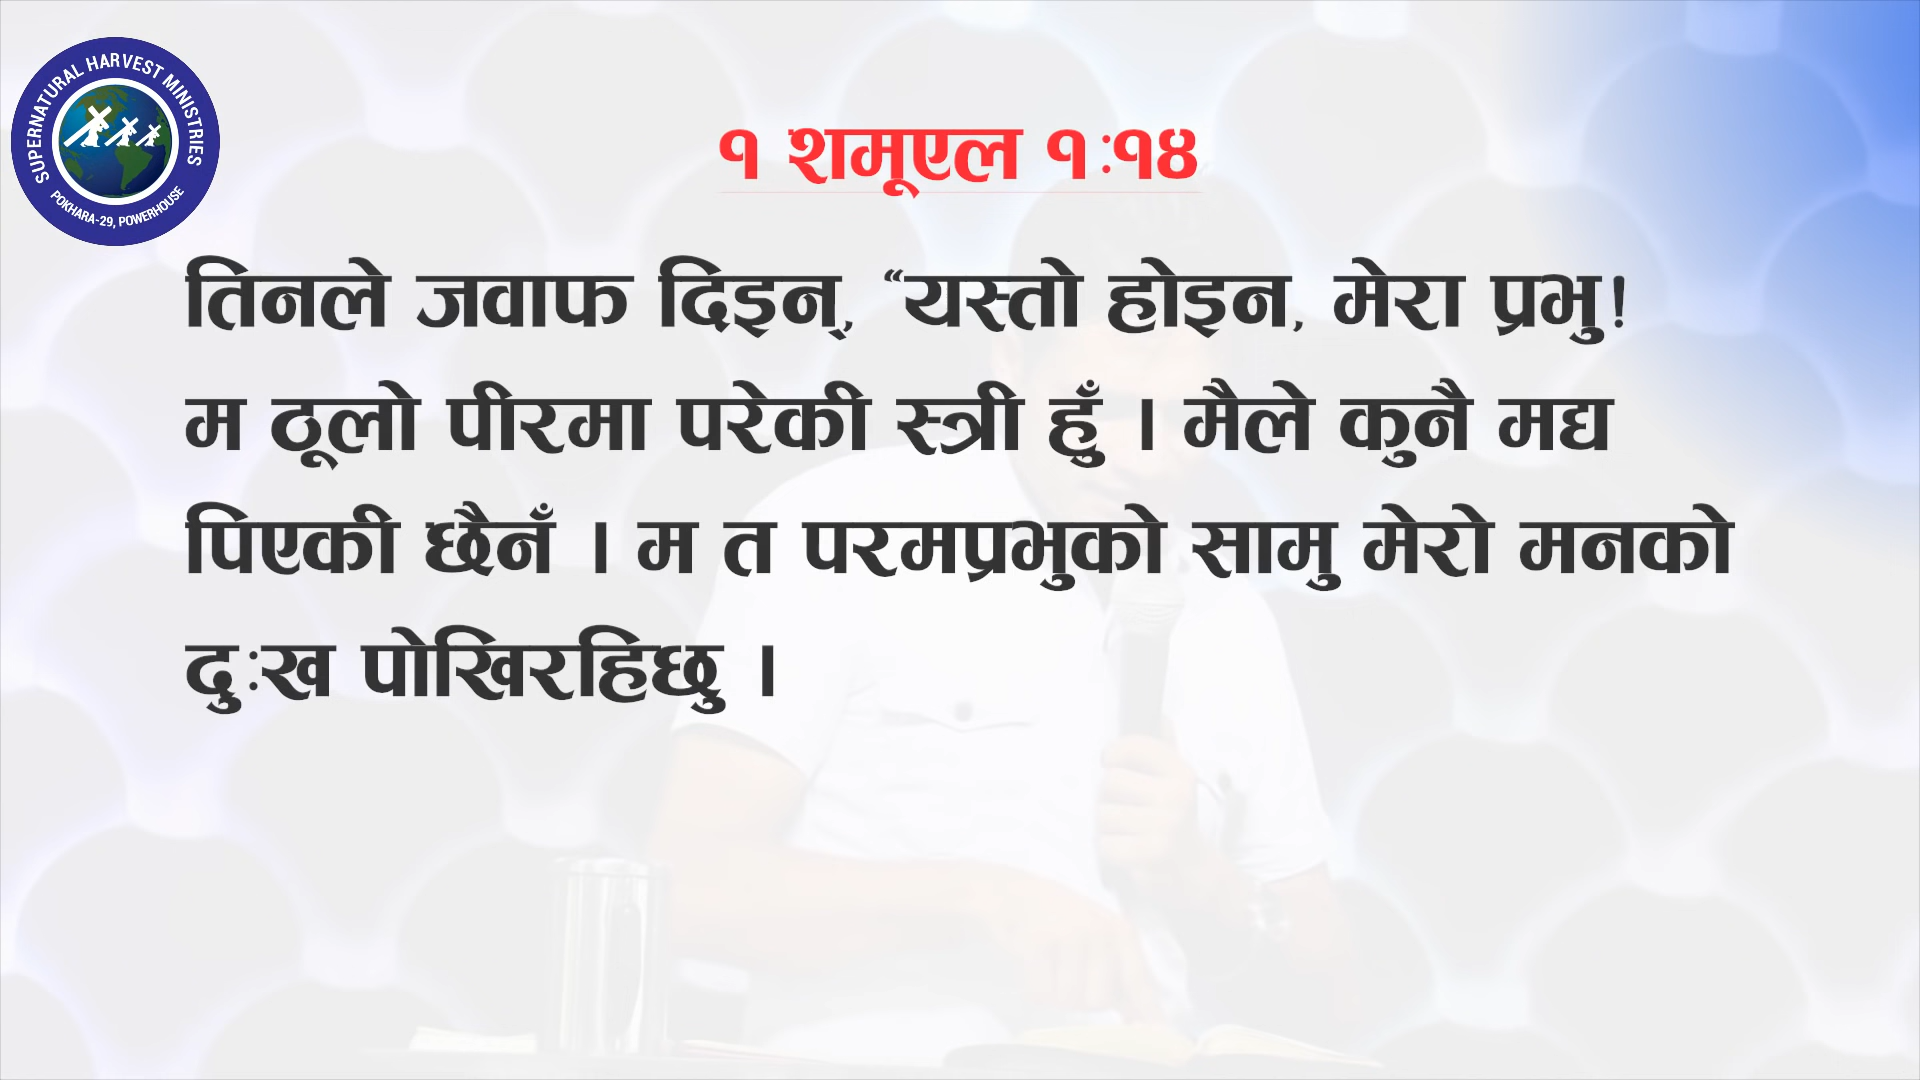 SUPERNATURAL HARVEST MINISTRIES
POKHARA-29, POWERHOUSE
१ शमूएल १:१४
तिनले जवाफ दिइन्, “यस्तो होइन, मेरा प्रभु!
म ठूलो पीरमा परेकी स्त्री हुँ । मैले कुनै मद्य
पिएकी छैनँ । म त परमप्रभुको सामु मेरो मनको
दुःख पोखिरहिछु ।